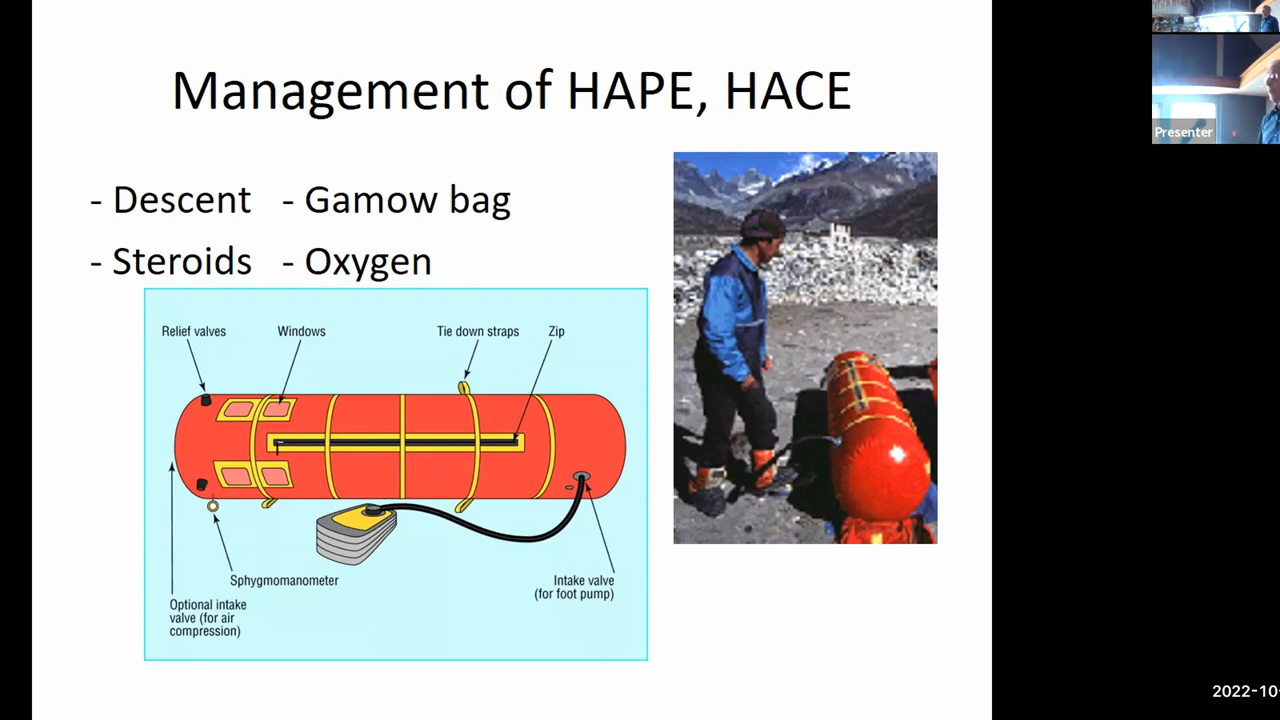 Management of HAPE, HACE
- Descent - Gamow bag
- Steroids - Oxygen
Relief valves
Windows
Tie down straps
Zip
Sphygmomanometer
Optional intake
valve (for air
compression)
Intake valve
(for foot pump)
Presenter
2022-10-